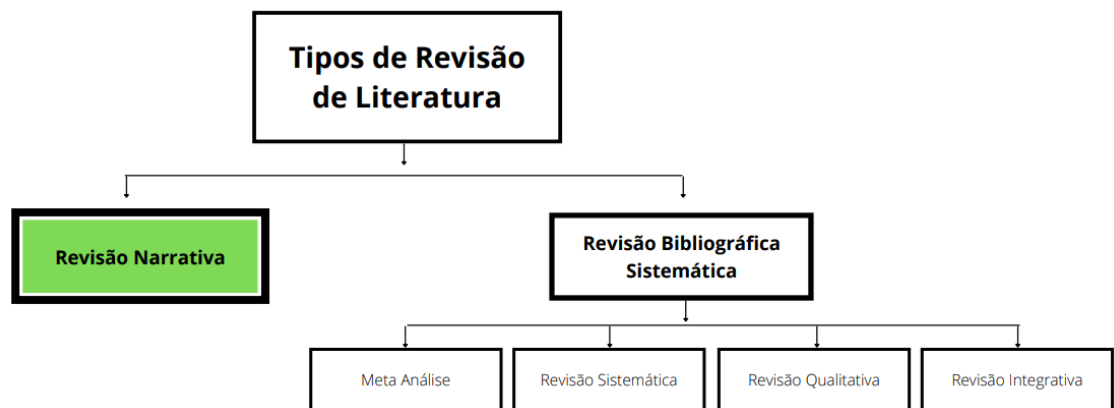 Tipos de Revisão
de Literatura
Revisão Narrativa
Revisão Bibliográfica
Sistemática
Meta Análise
Revisão Sistemática
Revisão Qualitativa
Revisão Integrativa